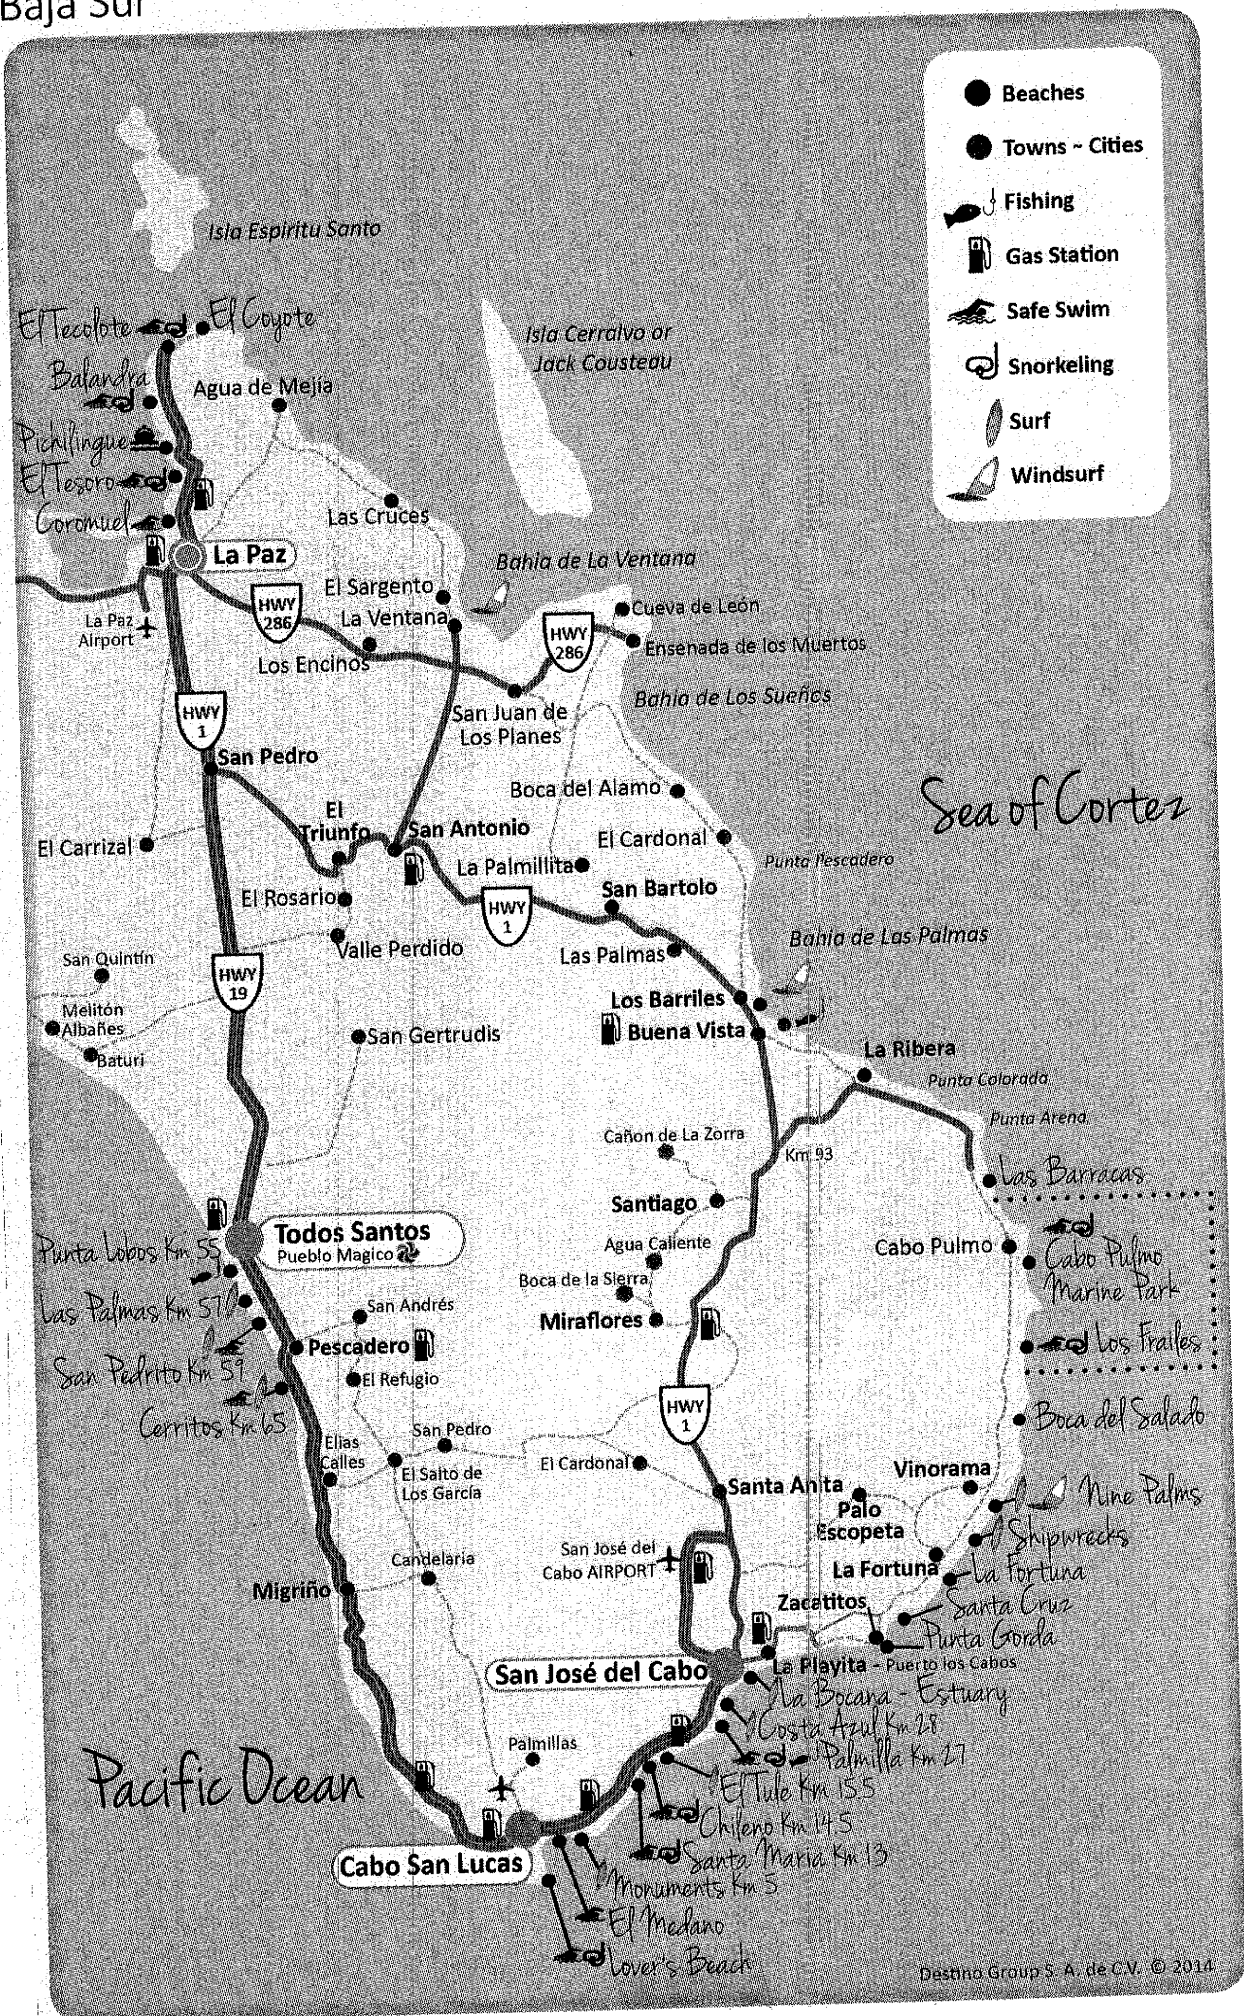 Baja Sur
Beaches
Towns ~ Cities
Fishing
Gas Station
Safe Swim
Snorkeling
Surf
Windsurf
Isla Espiritu Santo
El Tecolote
El Coyote
Isla Cerralvo or
Jack Cousteau
Balandra
Agua de Mejía
Pichilingue
El Tesoro
Las Cruces
Coromuel
La Paz
Bahia de La Ventana
El Sargento
HWY
286
La Ventana
Cueva de León
HWY
286
La Paz
Airport
Los Encinos
Ensenada de los Muertos
Bahia de Los Sueños
San Juan de
Los Planes
HWY
1
San Pedro
Boca del Alamo
Sea of Cortez
El
Triunfo
San Antonio
El Cardonal
El Carrizal
La Palmillita
Punta Pescadero
San Bartolo
El Rosario
HWY
1
Valle Perdido
Las Palmas
Bahia de Las Palmas
San Quintín
HWY
19
Los Barriles
Melitón
Albañes
Buena Vista
San Gertrudis
Baturi
La Ribera
Punta Colorada
Punta Arena
Cañon de La Zorra
Km 93
Las Barracas
Santiago
Todos Santos
Pueblo Magico
Punta Lobos Km 55
Agua Caliente
Cabo Pulmo
Cabo Pulmo
Marine Park
Boca de la Sierra
Las Palmas Km 57
San Andrés
Miraflores
Pescadero
Los Frailes
San Pedrito Km 59
El Refugio
HWY
1
Cerritos Km 65
Boca del Salado
San Pedro
Elias
Calles
El Cardonal
El Salto de
Los García
Vinorama
Santa Anita
Nine Palms
Palo
Escopeta
Shipwrecks
San José del
Cabo AIRPORT
Candelaria
La Fortuna
La Fortuna
Migriño
Zacatitos
Santa Cruz
Punta Gorda
San José del Cabo
La Playita - Puerto los Cabos
La Bocana - Estuary
Costa Azul Km 28
Palmillas
Palmilla Km 27
Pacific Ocean
El Tule Km 15.5
Chileno Km 14.5
Santa Maria Km 13
Cabo San Lucas
Monuments Km 5
El Medano
Lover's Beach
Destino Group S. A. de C.V. © 2014